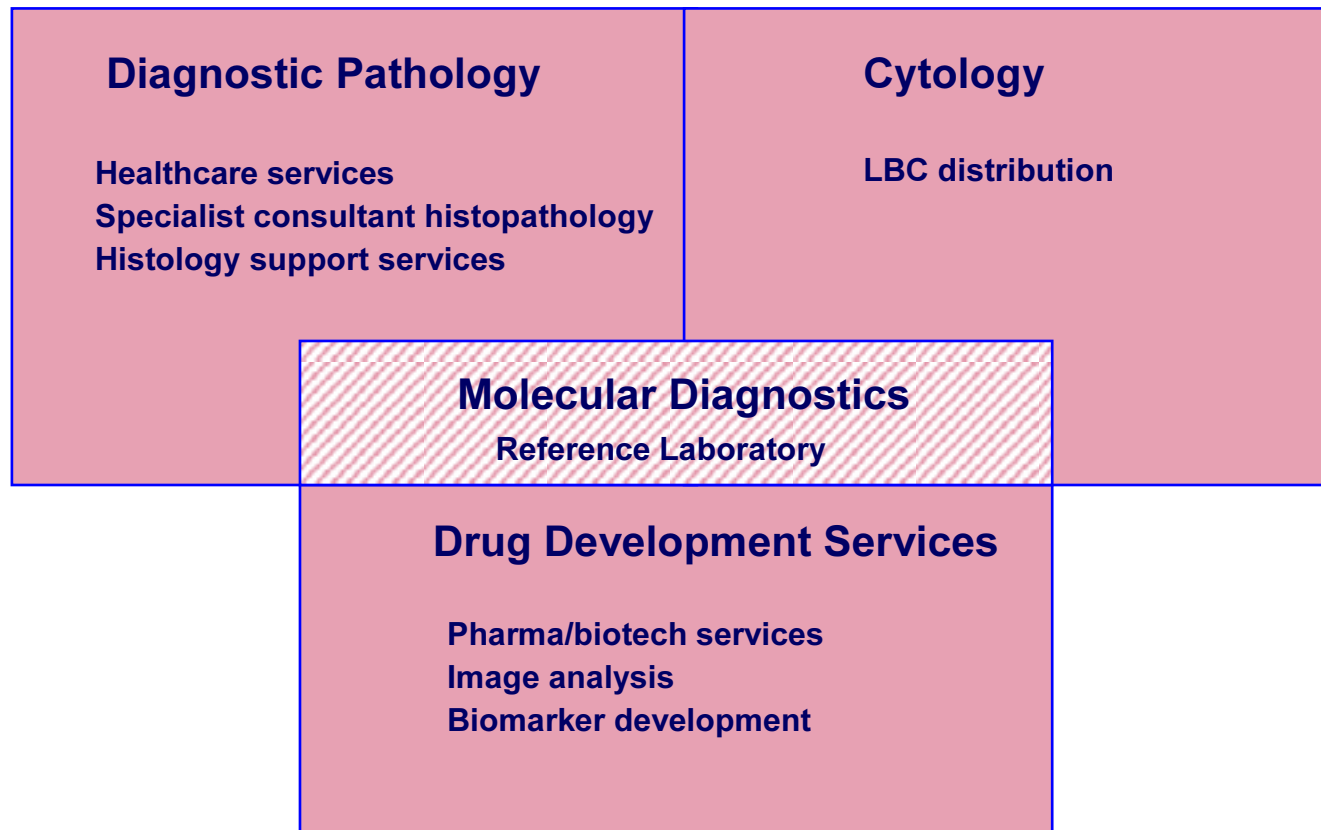 Diagnostic Pathology
Healthcare services
Specialist consultant histopathology
Histology support services
Cytology
LBC distribution
Molecular Diagnostics
Reference Laboratory
Drug Development Services
Pharma/biotech services
Image analysis
Biomarker development